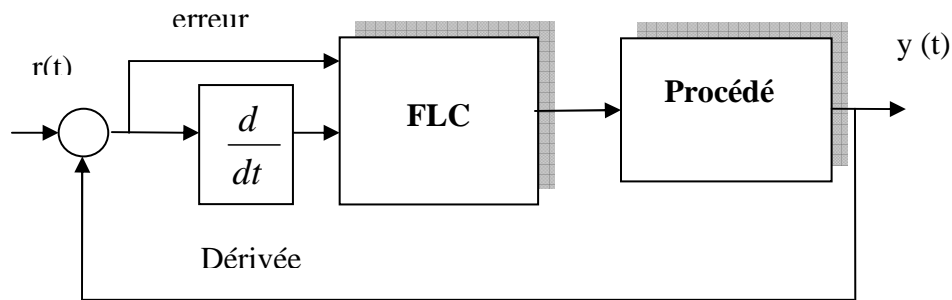 erreur
r(t)
y (t)
FLC
Procédé
d
dt
Dérivée